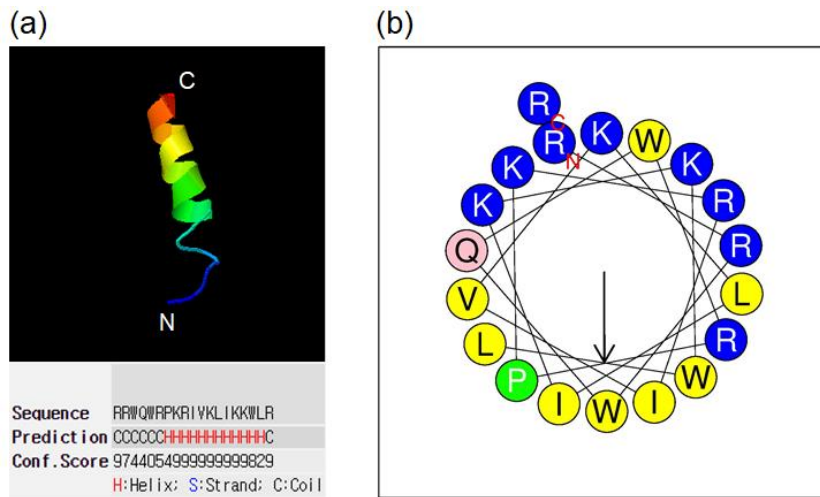 (a)
C
N
Sequence RRWQWRPKRIVKLIKKWLR
Prediction CCCCCCHHHHHHHHHHHHC
Conf.Score 9744054999999999829
H:Helix; S:Strand; C:Coil
(b)
R
C
R
N
K
W
K
R
R
L
R
W
I
W
I
P
L
V
Q
K
K